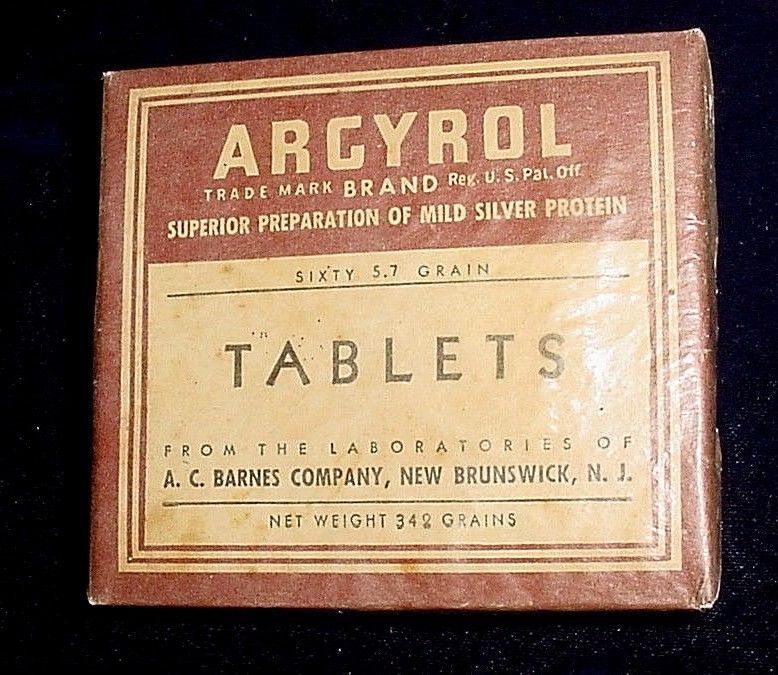 ARGYROL
TRADE MARK BRAND Reg. U. S. Pat. Off.
SUPERIOR PREPARATION OF MILD SILVER PROTEIN
SIXTY 5.7 GRAIN
TABLETS
FROM THE LABORATORIES OF
A. C. BARNES COMPANY, NEW BRUNSWICK, N. J.
NET WEIGHT 342 GRAINS